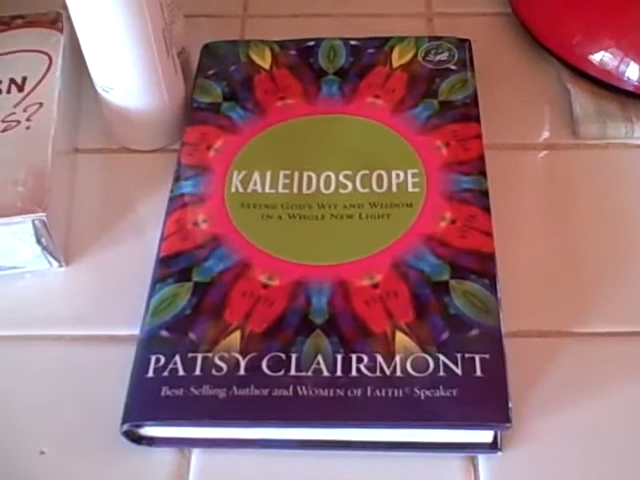 RN
s?
KALEIDOSCOPE
SEEING GOD'S WIT AND WISDOM
IN A WHOLE NEW LIGHT
PATSY CLAIRMONT
Best-Selling Author and WOMEN OF FAITH® Speaker